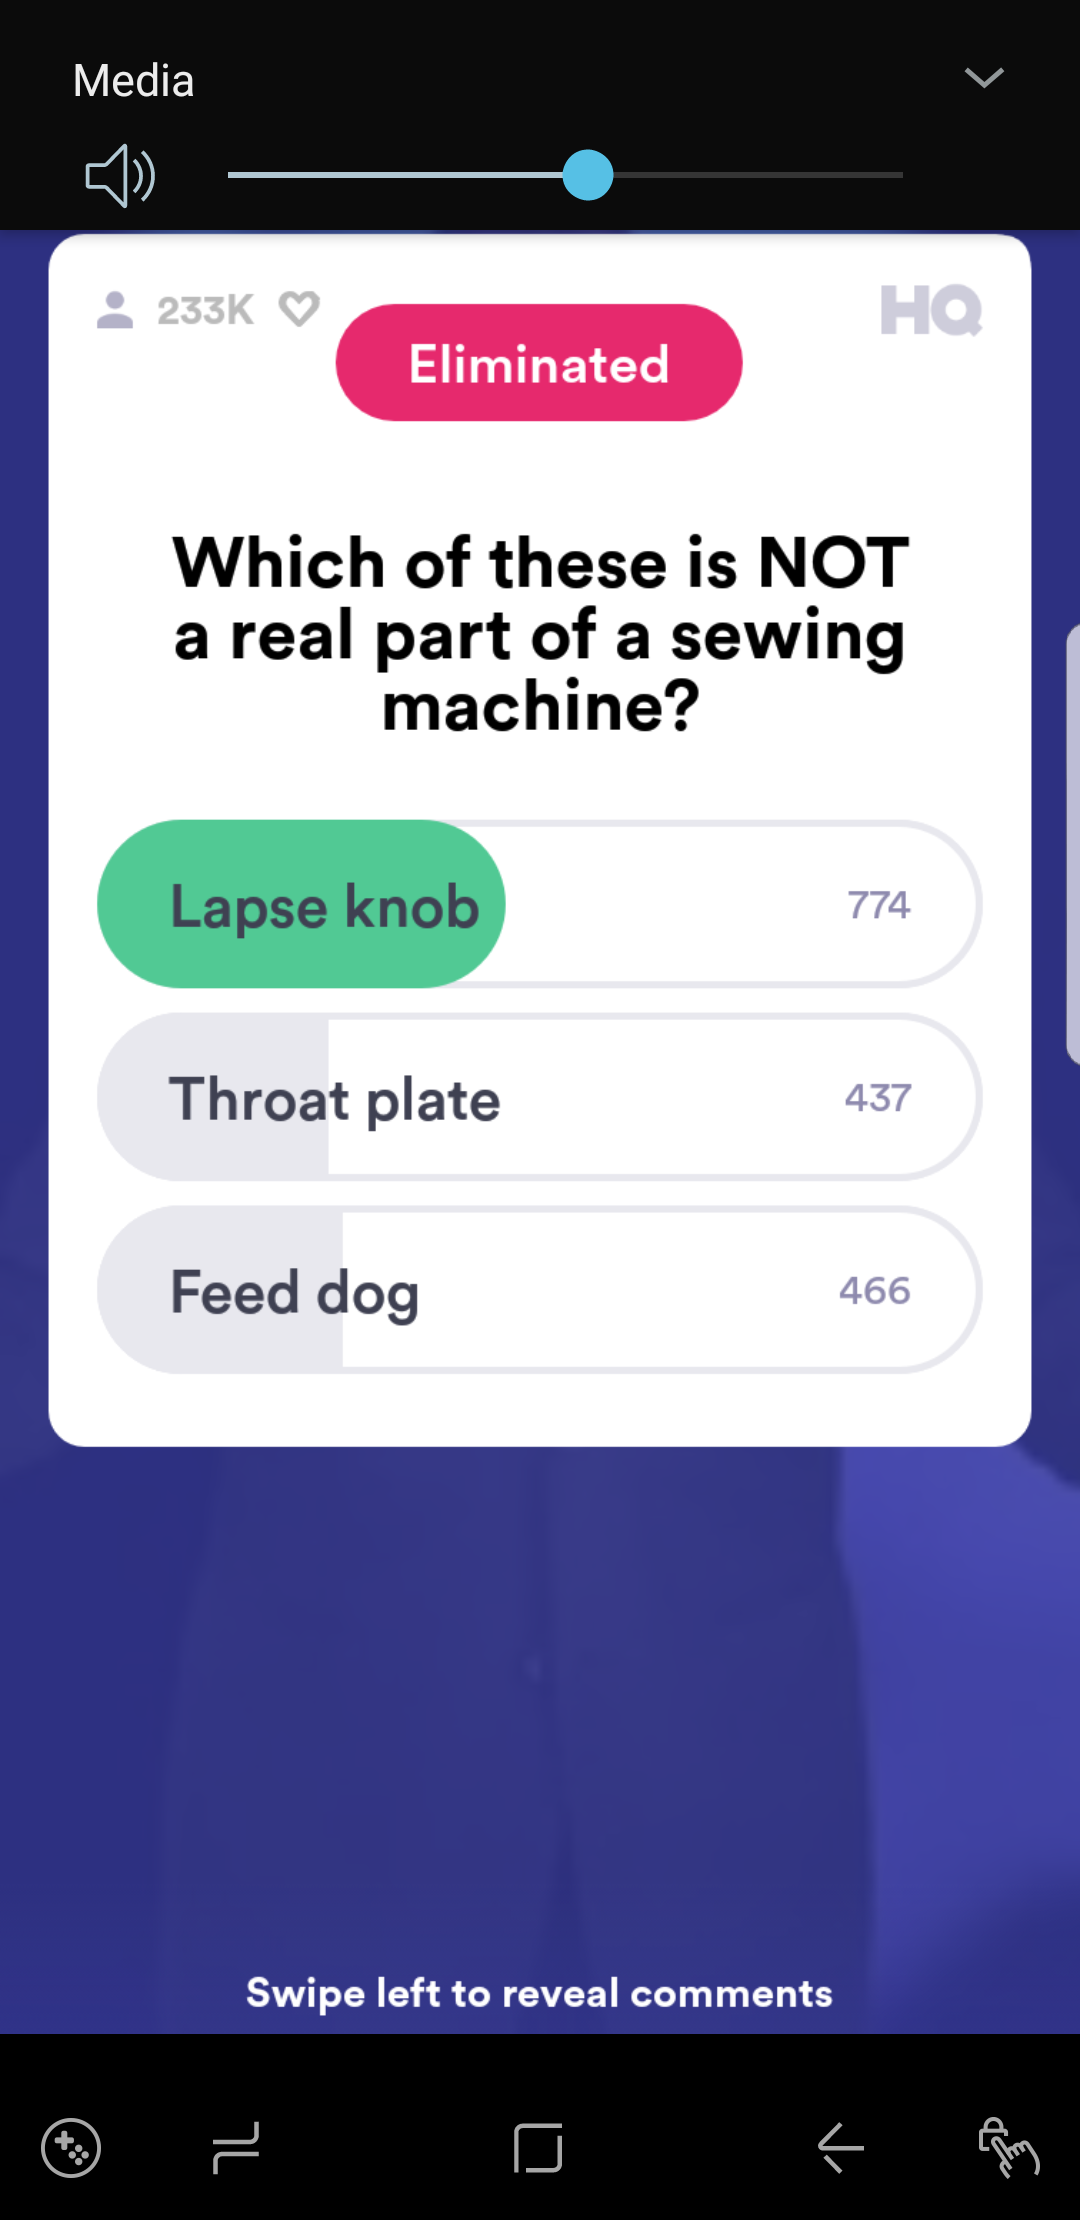 Media
233K
HQ
Eliminated
Which of these is NOT
a real part of a sewing
machine?
Lapse knob 774
Throat plate 437
Feed dog 466
Swipe left to reveal comments